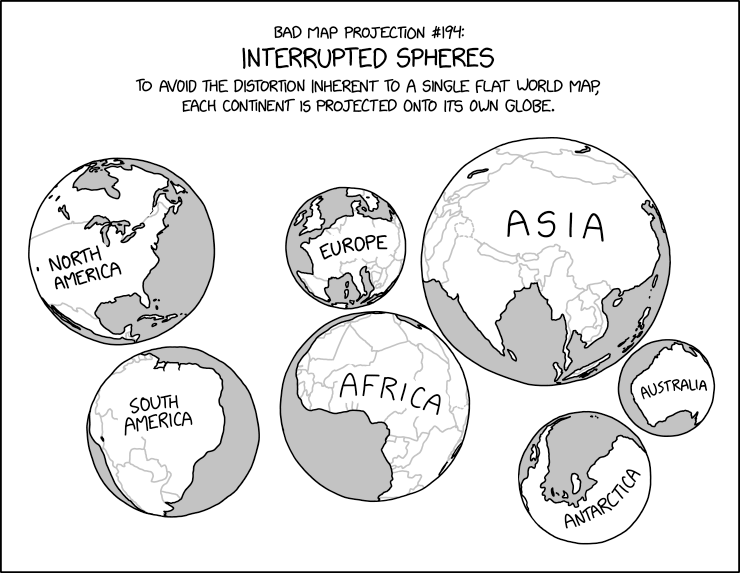 BAD MAP PROJECTION #194:
INTERRUPTED SPHERES
TO AVOID THE DISTORTION INHERENT TO A SINGLE FLAT WORLD MAP,
EACH CONTINENT IS PROJECTED ONTO ITS OWN GLOBE.
NORTH
AMERICA
EUROPE
ASIA
SOUTH
AMERICA
AFRICA
AUSTRALIA
ANTARCTICA